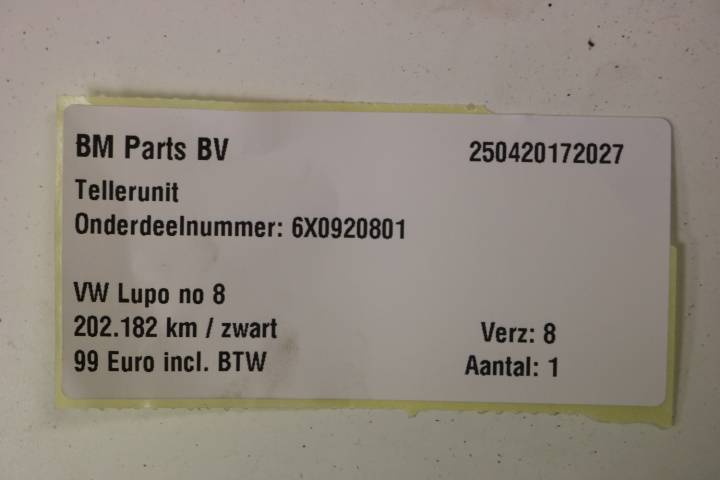 BM Parts BV 250420172027
Tellerunit
Onderdeelnummer: 6X0920801
VW Lupo no 8
202.182 km / zwart Verz: 8
99 Euro incl. BTW Aantal: 1